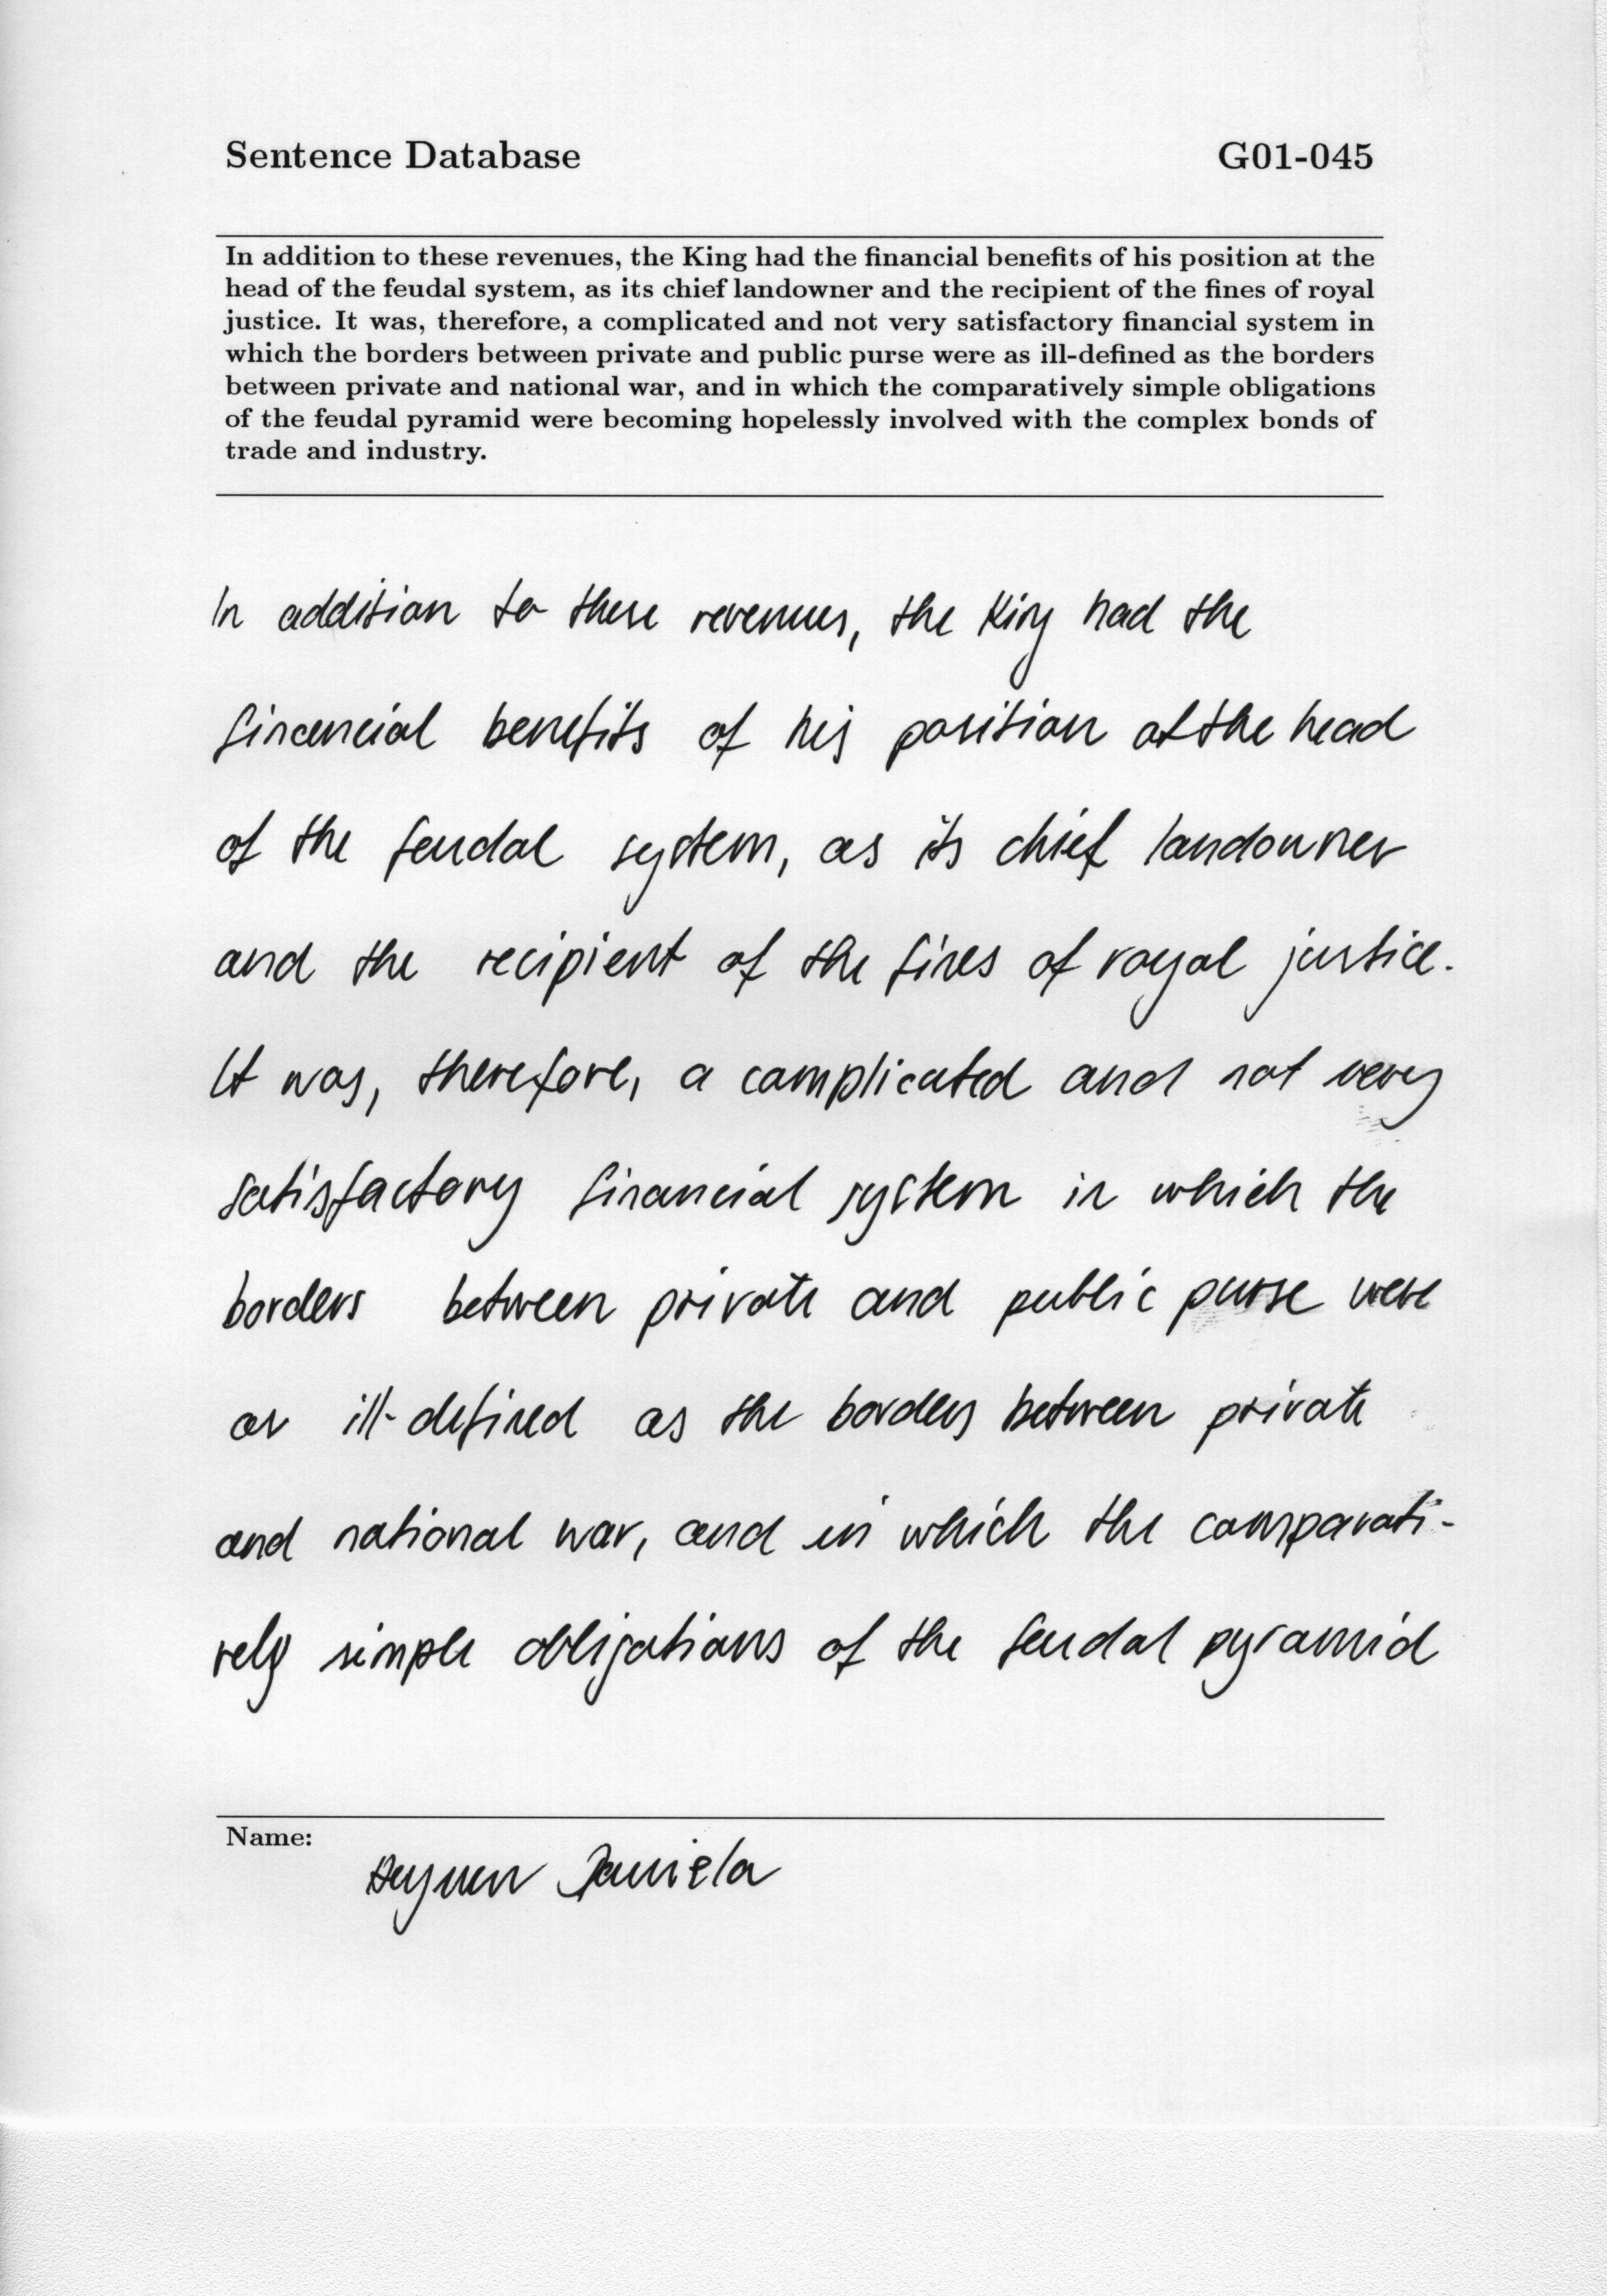 Sentence Database G01-045
In addition to these revenues, the King had the financial benefits of his position at the
head of the feudal system, as its chief landowner and the recipient of the fines of royal
justice. It was, therefore, a complicated and not very satisfactory financial system in
which the borders between private and public purse were as ill-defined as the borders
between private and national war, and in which the comparatively simple obligations
of the feudal pyramid were becoming hopelessly involved with the complex bonds of
trade and industry.
In addition to these revenues, the King had the
financial benefits of his position at the head
of the feudal system, as its chief landowner
and the recipient of the fines of royal justice.
It was, therefore, a complicated and not very
satisfactory financial system in which the
borders between private and public purse were
as ill-defined as the borders between private
and national war, and in which the comparati-
vely simple obligations of the feudal pyramid
Name:
Daniela